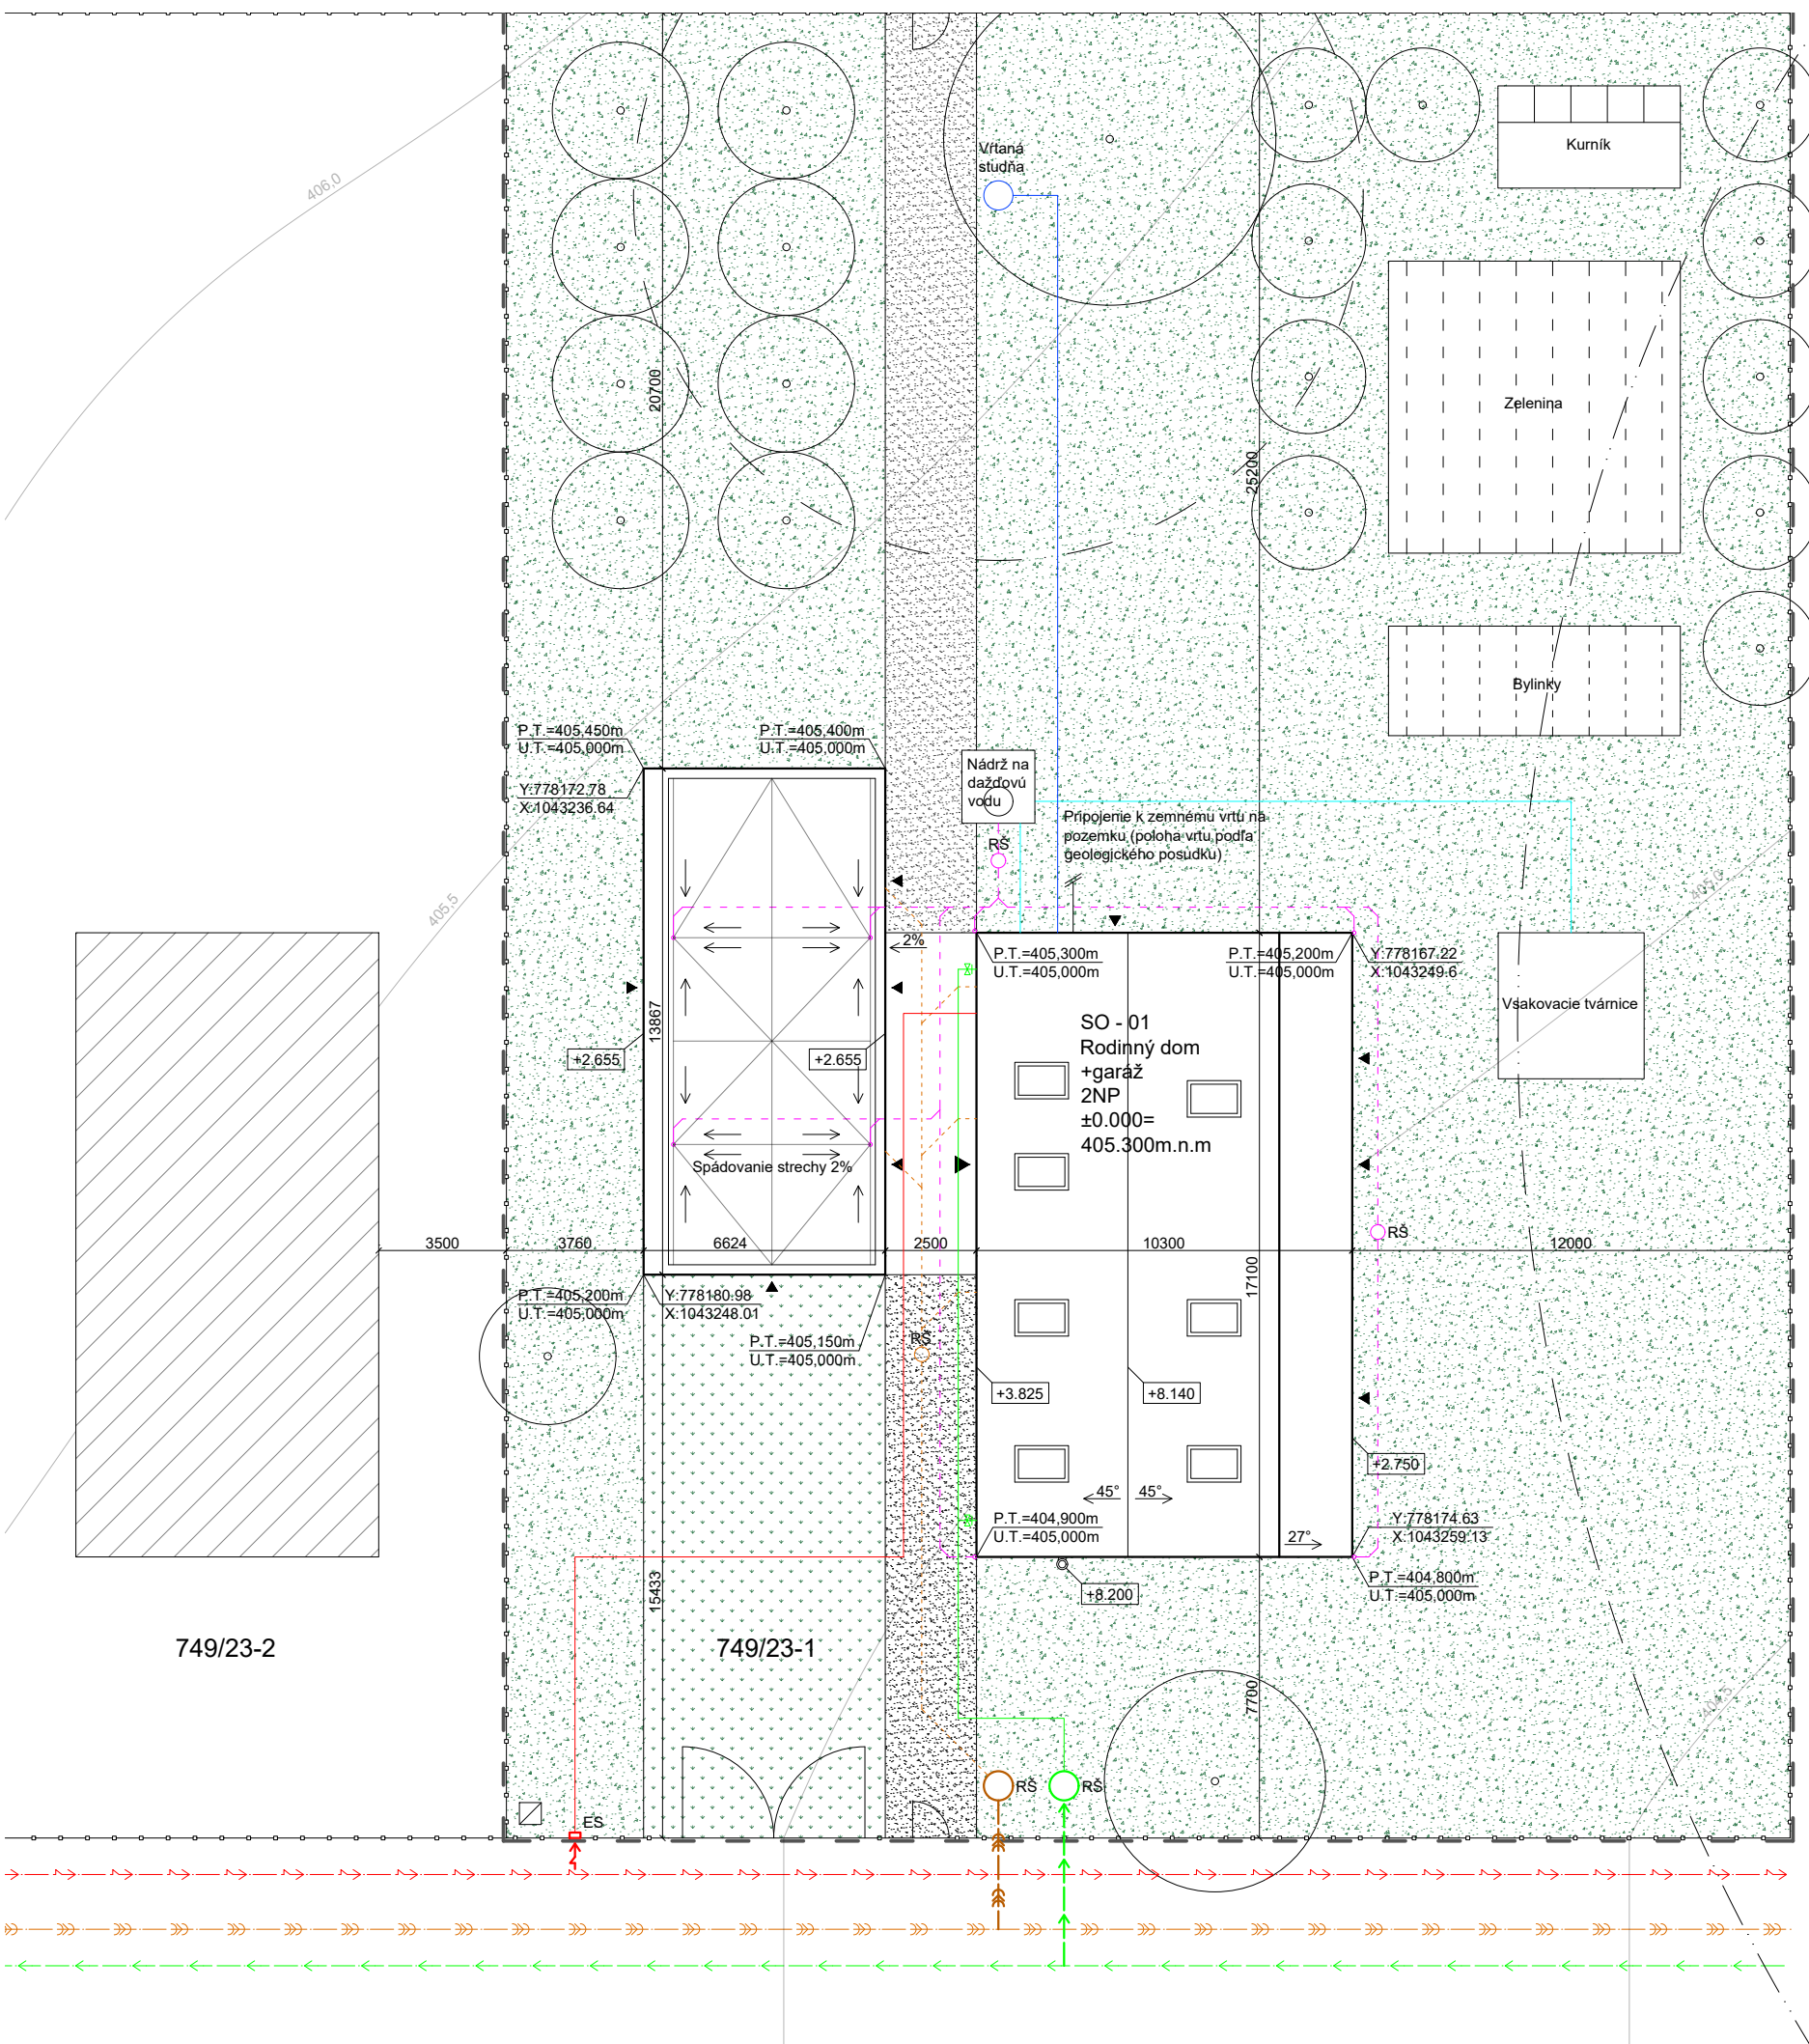 Vŕtaná
studňa
Kurník
406.0
20700
25200
Zelenina
Bylinky
P.T.=405,450m
U.T.=405,000m
P.T.=405,400m
U.T.=405,000m
Y:778172.78
X:1043236.64
Nádrž na
dažďovú
vodu
Pripojenie k zemnému vrtu na
pozemku (poloha vrtu podľa
geologického posudku)
RŠ
405.5
405.0
2%
P.T.=405,300m
U.T.=405,000m
P.T.=405,200m
U.T.=405,000m
Y:778167.22
X:1043249.6
Vsakovacie tvárnice
13867
+2.655
+2.655
SO - 01
Rodinný dom
+garáž
2NP
±0.000=
405.300m.n.m
Spádovanie strechy 2%
RŠ
3500
3760
6624
2500
10300
12000
17100
P.T.=405,200m
U.T.=405,000m
Y:778180.98
X:1043248.01
P.T.=405,150m
U.T.=405,000m
RŠ
+3.825
+8.140
+2.750
45°
45°
P.T.=404,900m
U.T.=405,000m
27°
Y:778174.63
X:1043259.13
P.T.=404,800m
U.T.=405,000m
+8.200
15433
749/23-2
749/23-1
7700
404.5
RŠ
RŠ
ES